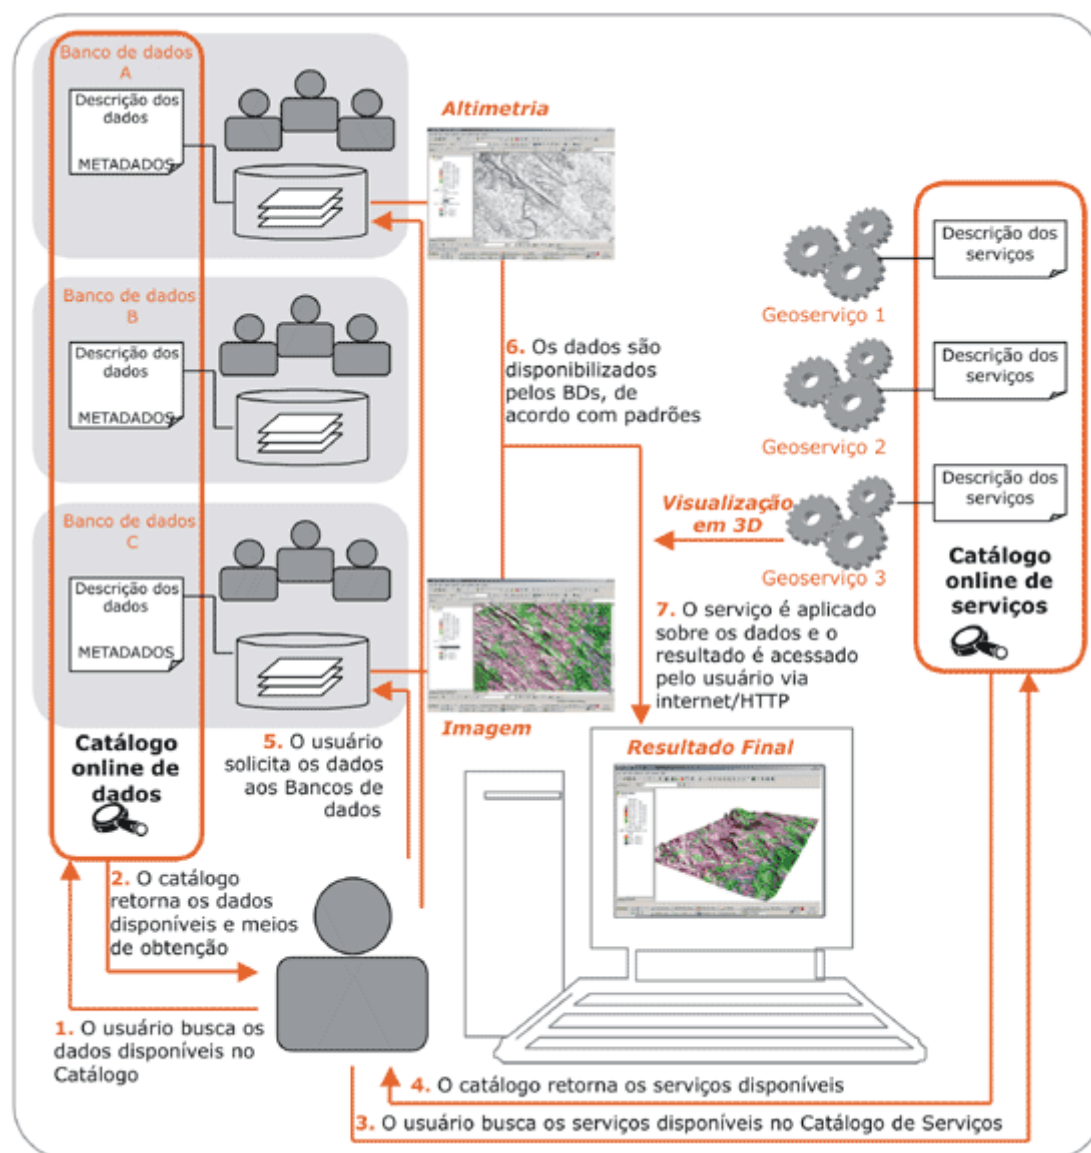 Banco de dados
A
Descrição dos
dados
METADADOS
Banco de dados
B
Descrição dos
dados
METADADOS
Banco de dados
C
Descrição dos
dados
METADADOS
Catálogo
online de
dados
Altimetria
6. Os dados são
disponibilizados
pelos BDs, de
acordo com padrões
Imagem
5. O usuário
solicita os dados
aos Bancos de
dados
Descrição dos
serviços
Geoserviço 1
Descrição dos
serviços
Geoserviço 2
Descrição dos
serviços
Visualização
em 3D
Geoserviço 3
Catálogo
online de
serviços
7. O serviço é aplicado
sobre os dados e o
resultado é acessado
pelo usuário via
internet/HTTP
Resultado Final
2. O catálogo
retorna os dados
disponíveis e meios
de obtenção
1. O usuário busca os
dados disponíveis no
Catálogo
4. O catálogo retorna os serviços disponíveis
3. O usuário busca os serviços disponíveis no Catálogo de Serviços